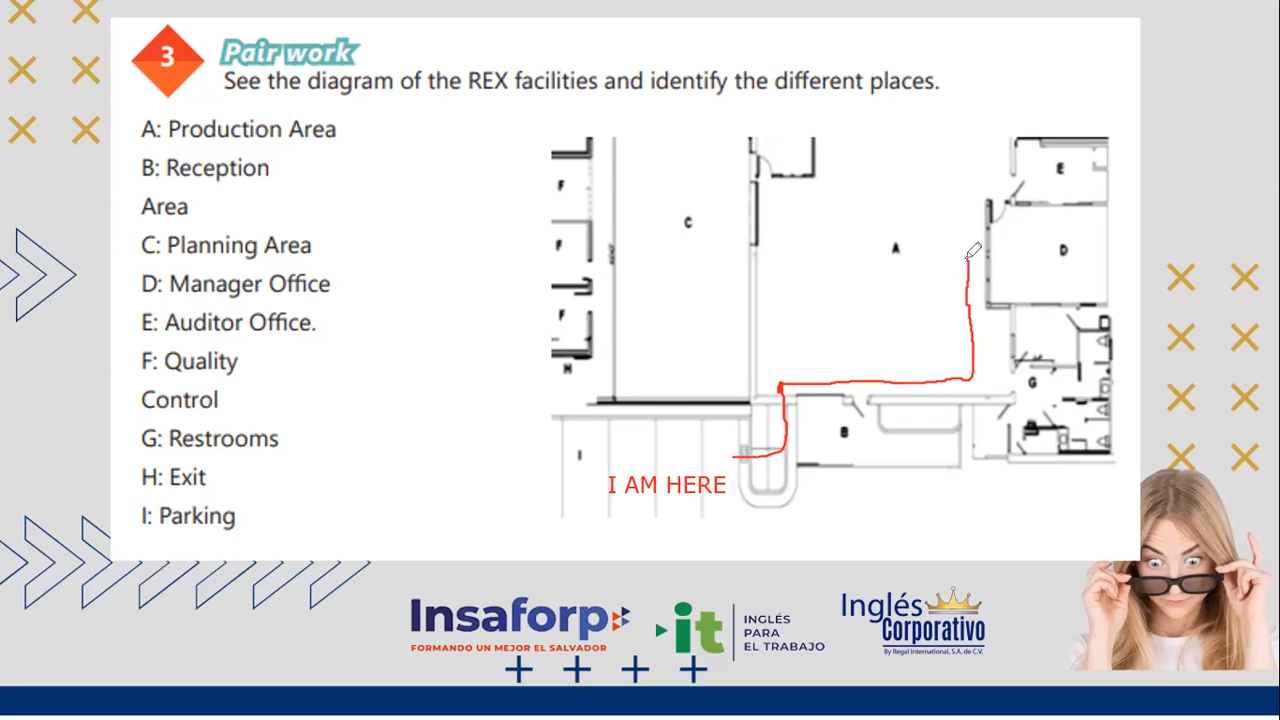 3
Pair work
See the diagram of the REX facilities and identify the different places.
A: Production Area
B: Reception
Area
C: Planning Area
D: Manager Office
E: Auditor Office.
F: Quality
Control
G: Restrooms
H: Exit
I: Parking
E
F
C
F
A
D
F
H
G
B
I
I AM HERE
Insaforp
FORMANDO UN MEJOR EL SALVADOR
it
INGLÉS
PARA
EL TRABAJO
Inglés
Corporativo
By Regal International, S.A. de C.V.